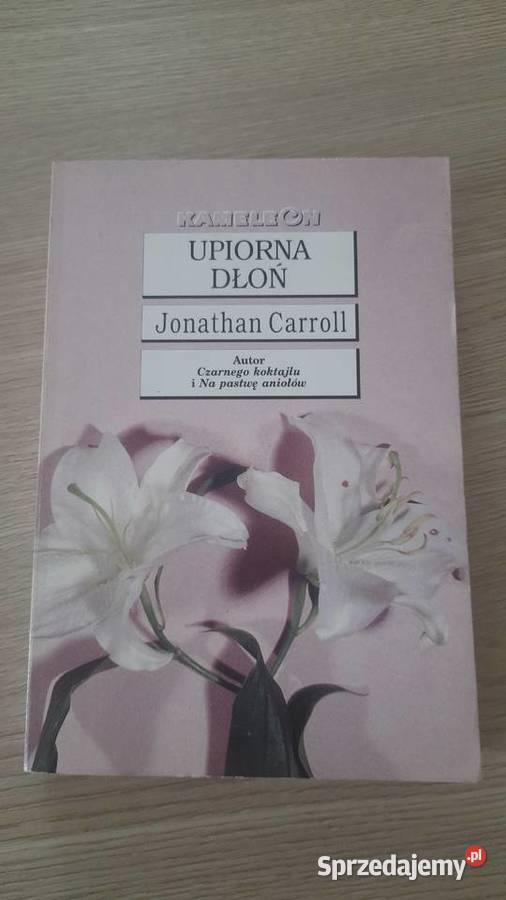 KAMELEON
UPIORNA
DŁOŃ
Jonathan Carroll
Autor
Czarnego koktajlu
i Na pastwę aniołów
Sprzedajemy.pl